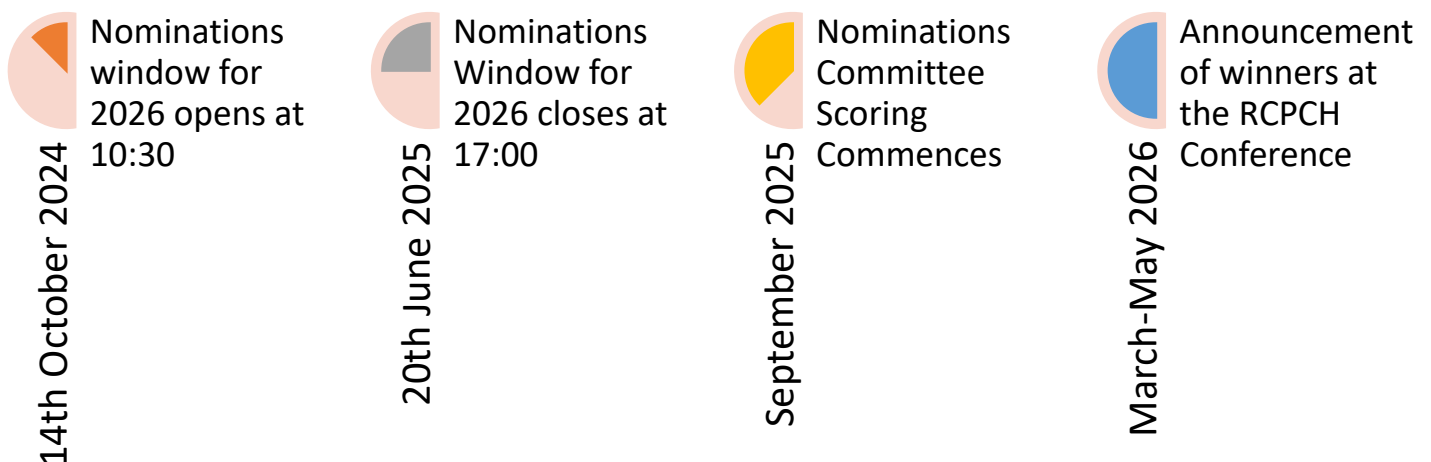 Nominations
window for
2026 opens at
10:30
14th October 2024
Nominations
Window for
2026 closes at
17:00
20th June 2025
Nominations
Committee
Scoring
Commences
September 2025
Announcement
of winners at
the RCPCH
Conference
March-May 2026